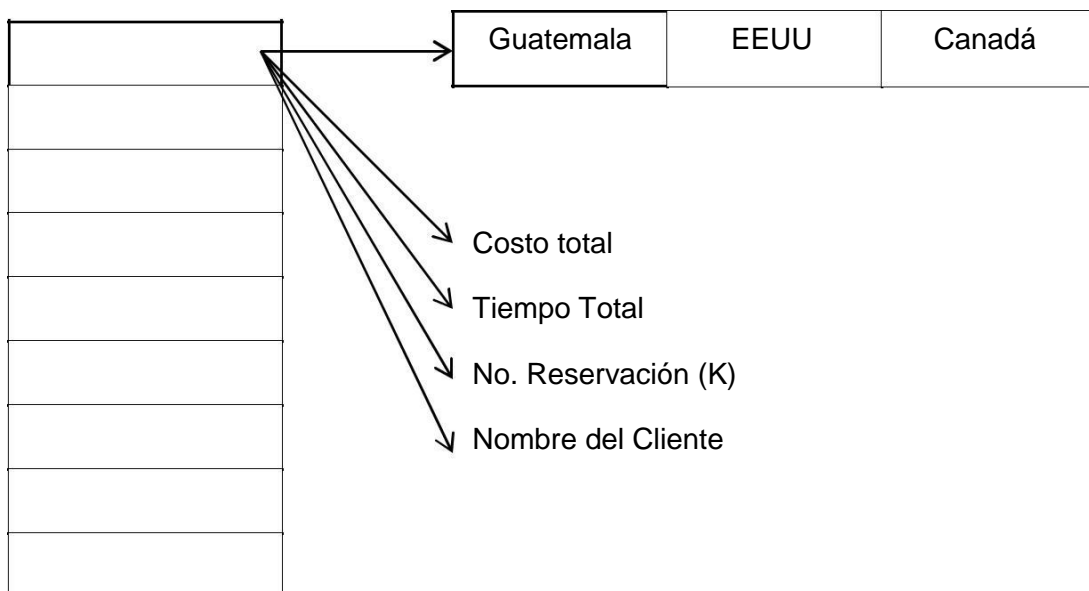 Guatemala EEUU Canadá
Costo total
Tiempo Total
No. Reservación (K)
Nombre del Cliente